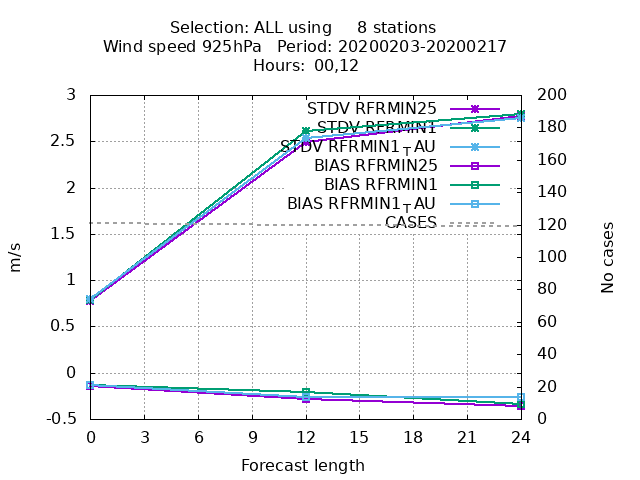 Selection: ALL using 8 stations
Wind speed 925hPa Period: 20200203-20200217
Hours: 00,12
3
2.5
2
1.5
1
0.5
0
-0.5
m/s
STDV RFRMIN25
STDV RFRMIN1
STDV RFRMIN1_TAU
BIAS RFRMIN25
BIAS RFRMIN1
BIAS RFRMIN1_TAU
CASES
200
180
160
140
120
100
80
60
40
20
0
No cases
0 3 6 9 12 15 18 21 24
Forecast length